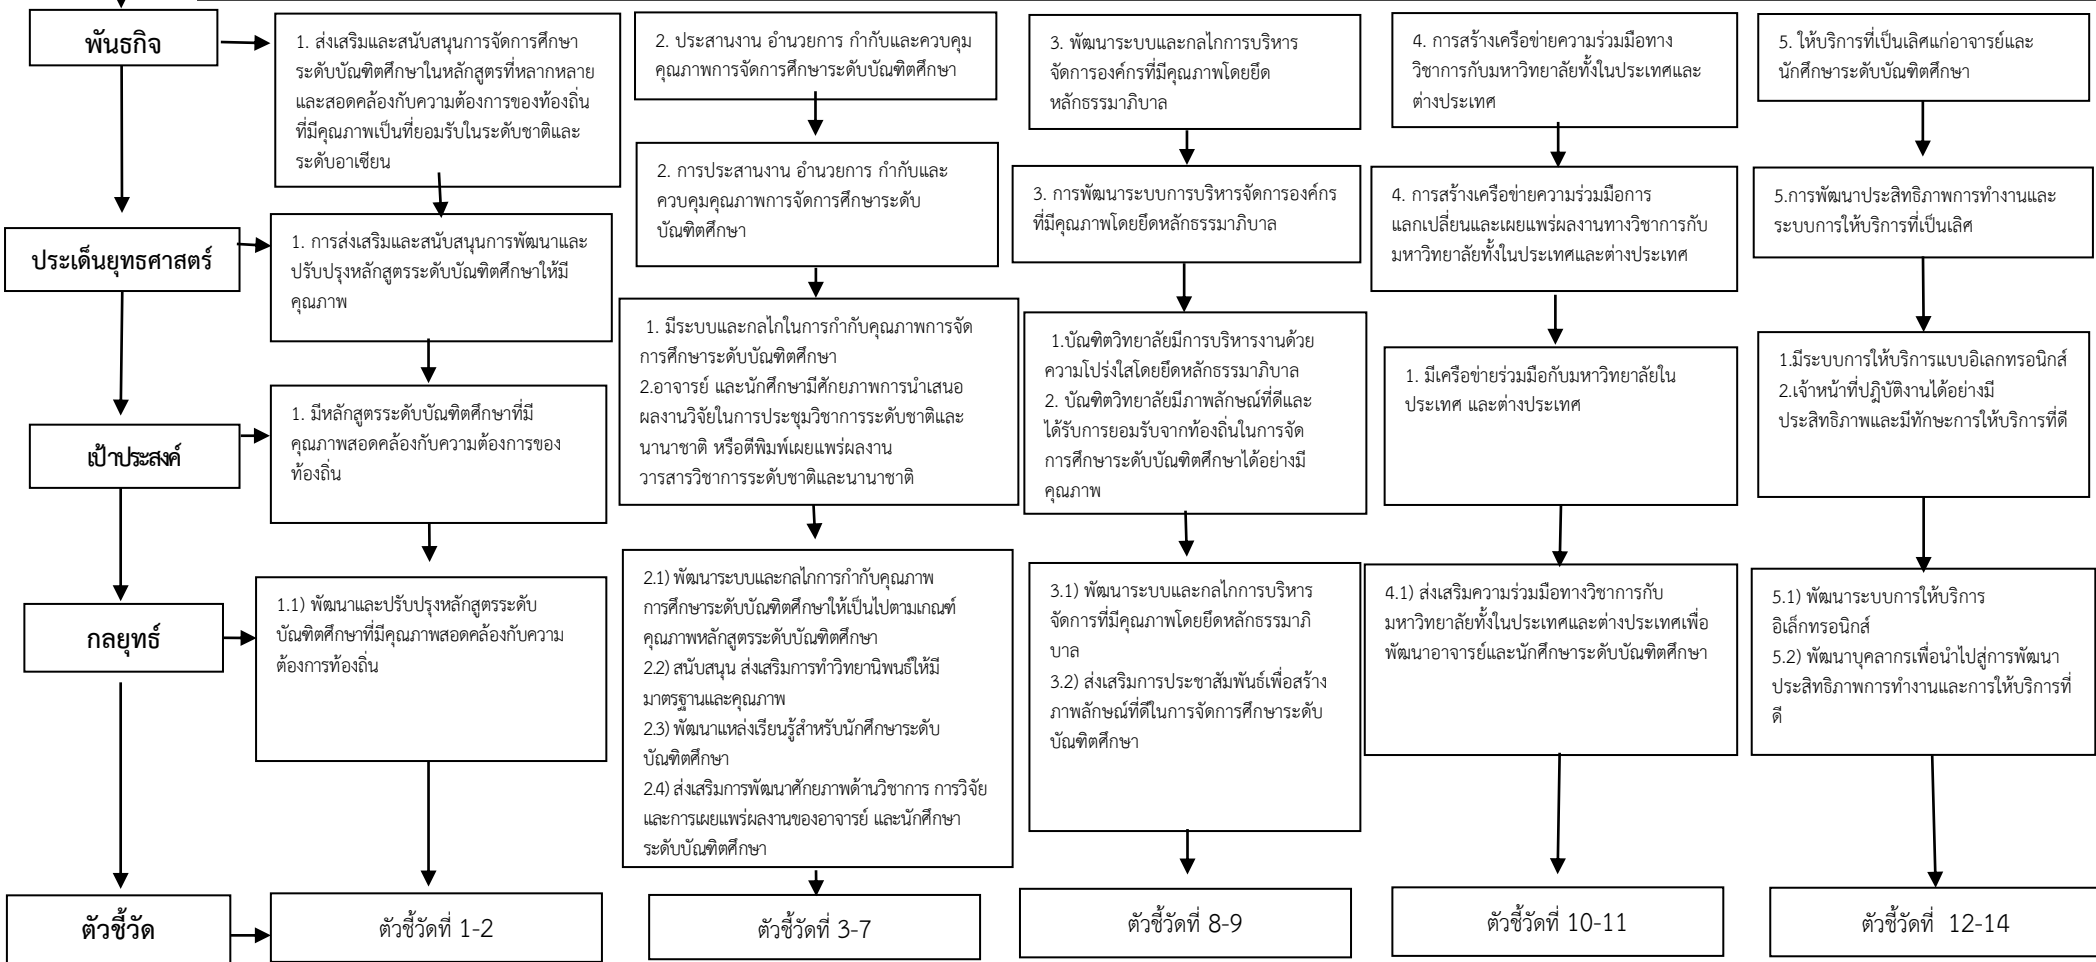 พันธกิจ
1. ส่งเสริมและสนับสนุนการจัดการศึกษา
ระดับบัณฑิตศึกษาในหลักสูตรที่หลากหลาย
และสอดคล้องกับความต้องการของท้องถิ่น
ที่มีคุณภาพเป็นที่ยอมรับในระดับชาติและ
ระดับอาเซียน
2. ประสานงาน อำนวยการ กำกับและควบคุม
คุณภาพการจัดการศึกษาระดับบัณฑิตศึกษา
3. พัฒนาระบบและกลไกการบริหาร
จัดการองค์กรที่มีคุณภาพโดยยึด
หลักธรรมาภิบาล
4. การสร้างเครือข่ายความร่วมมือทาง
วิชาการกับมหาวิทยาลัยทั้งในประเทศและ
ต่างประเทศ
5. ให้บริการที่เป็นเลิศแก่อาจารย์และ
นักศึกษาระดับบัณฑิตศึกษา
ประเด็นยุทธศาสตร์
1. การส่งเสริมและสนับสนุนการพัฒนาและ
ปรับปรุงหลักสูตรระดับบัณฑิตศึกษาให้มี
คุณภาพ
2. การประสานงาน อำนวยการ กำกับและ
ควบคุมคุณภาพการจัดการศึกษาระดับ
บัณฑิตศึกษา
3. การพัฒนาระบบการบริหารจัดการองค์กร
ที่มีคุณภาพโดยยึดหลักธรรมาภิบาล
4. การสร้างเครือข่ายความร่วมมือการ
แลกเปลี่ยนและเผยแพร่ผลงานทางวิชาการกับ
มหาวิทยาลัยทั้งในประเทศและต่างประเทศ
5.การพัฒนาประสิทธิภาพการทำงานและ
ระบบการให้บริการที่เป็นเลิศ
เป้าประสงค์
1. มีหลักสูตรระดับบัณฑิตศึกษาที่มี
คุณภาพสอดคล้องกับความต้องการของ
ท้องถิ่น
1. มีระบบและกลไกในการกำกับคุณภาพการจัด
การศึกษาระดับบัณฑิตศึกษา
2.อาจารย์ และนักศึกษามีศักยภาพการนำเสนอ
ผลงานวิจัยในการประชุมวิชาการระดับชาติและ
นานาชาติ หรือตีพิมพ์เผยแพร่ผลงาน
วารสารวิชาการระดับชาติและนานาชาติ
1.บัณฑิตวิทยาลัยมีการบริหารงานด้วย
ความโปร่งใสโดยยึดหลักธรรมาภิบาล
2. บัณฑิตวิทยาลัยมีภาพลักษณ์ที่ดีและ
ได้รับการยอมรับจากท้องถิ่นในการจัด
การศึกษาระดับบัณฑิตศึกษาได้อย่างมี
คุณภาพ
1. มีเครือข่ายร่วมมือกับมหาวิทยาลัยใน
ประเทศ และต่างประเทศ
1.มีระบบการให้บริการแบบอิเลกทรอนิกส์
2.เจ้าหน้าที่ปฎิบัติงานได้อย่างมี
ประสิทธิภาพและมีทักษะการให้บริการที่ดี
กลยุทธ์
1.1) พัฒนาและปรับปรุงหลักสูตรระดับ
บัณฑิตศึกษาที่มีคุณภาพสอดคล้องกับความ
ต้องการท้องถิ่น
2.1) พัฒนาระบบและกลไกการกำกับคุณภาพ
การศึกษาระดับบัณฑิตศึกษาให้เป็นไปตามเกณฑ์
คุณภาพหลักสูตรระดับบัณฑิตศึกษา
2.2) สนับสนุน ส่งเสริมการทำวิทยานิพนธ์ให้มี
มาตรฐานและคุณภาพ
2.3) พัฒนาแหล่งเรียนรู้สำหรับนักศึกษาระดับ
บัณฑิตศึกษา
2.4) ส่งเสริมการพัฒนาศักยภาพด้านวิชาการ การวิจัย
และการเผยแพร่ผลงานของอาจารย์ และนักศึกษา
ระดับบัณฑิตศึกษา
3.1) พัฒนาระบบและกลไกการบริหาร
จัดการที่มีคุณภาพโดยยึดหลักธรรมาภิ
บาล
3.2) ส่งเสริมการประชาสัมพันธ์เพื่อสร้าง
ภาพลักษณ์ที่ดีในการจัดการศึกษาระดับ
บัณฑิตศึกษา
4.1) ส่งเสริมความร่วมมือทางวิชาการกับ
มหาวิทยาลัยทั้งในประเทศและต่างประเทศเพื่อ
พัฒนาอาจารย์และนักศึกษาระดับบัณฑิตศึกษา
5.1) พัฒนาระบบการให้บริการ
อิเล็กทรอนิกส์
5.2) พัฒนาบุคลากรเพื่อนำไปสู่การพัฒนา
ประสิทธิภาพการทำงานและการให้บริการที่
ดี
ตัวชี้วัด
ตัวชี้วัดที่ 1-2
ตัวชี้วัดที่ 3-7
ตัวชี้วัดที่ 8-9
ตัวชี้วัดที่ 10-11
ตัวชี้วัดที่ 12-14